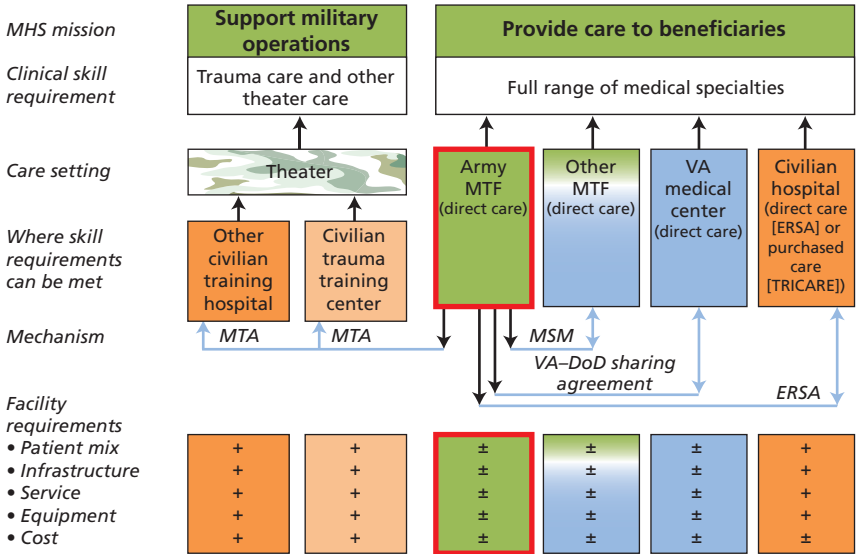 MHS mission
Support military
operations
Provide care to beneficiaries
Clinical skill
requirement
Trauma care and other
theater care
Full range of medical specialties
Care setting
Theater
Army
MTF
(direct care)
Other
MTF
(direct care)
VA
medical
center
(direct care)
Civilian
hospital
(direct care
[ERSA] or
purchased
care
[TRICARE])
Where skill
requirements
can be met
Other
civilian
training
hospital
Civilian
trauma
training
center
Mechanism
MTA
MTA
MSM
VA–DoD sharing
agreement
ERSA
Facility
requirements
• Patient mix
+ + ± ± ± +
• Infrastructure
+ + ± ± ± +
• Service
+ + ± ± ± +
• Equipment
+ + ± ± ± +
• Cost
+ + ± ± ± ±